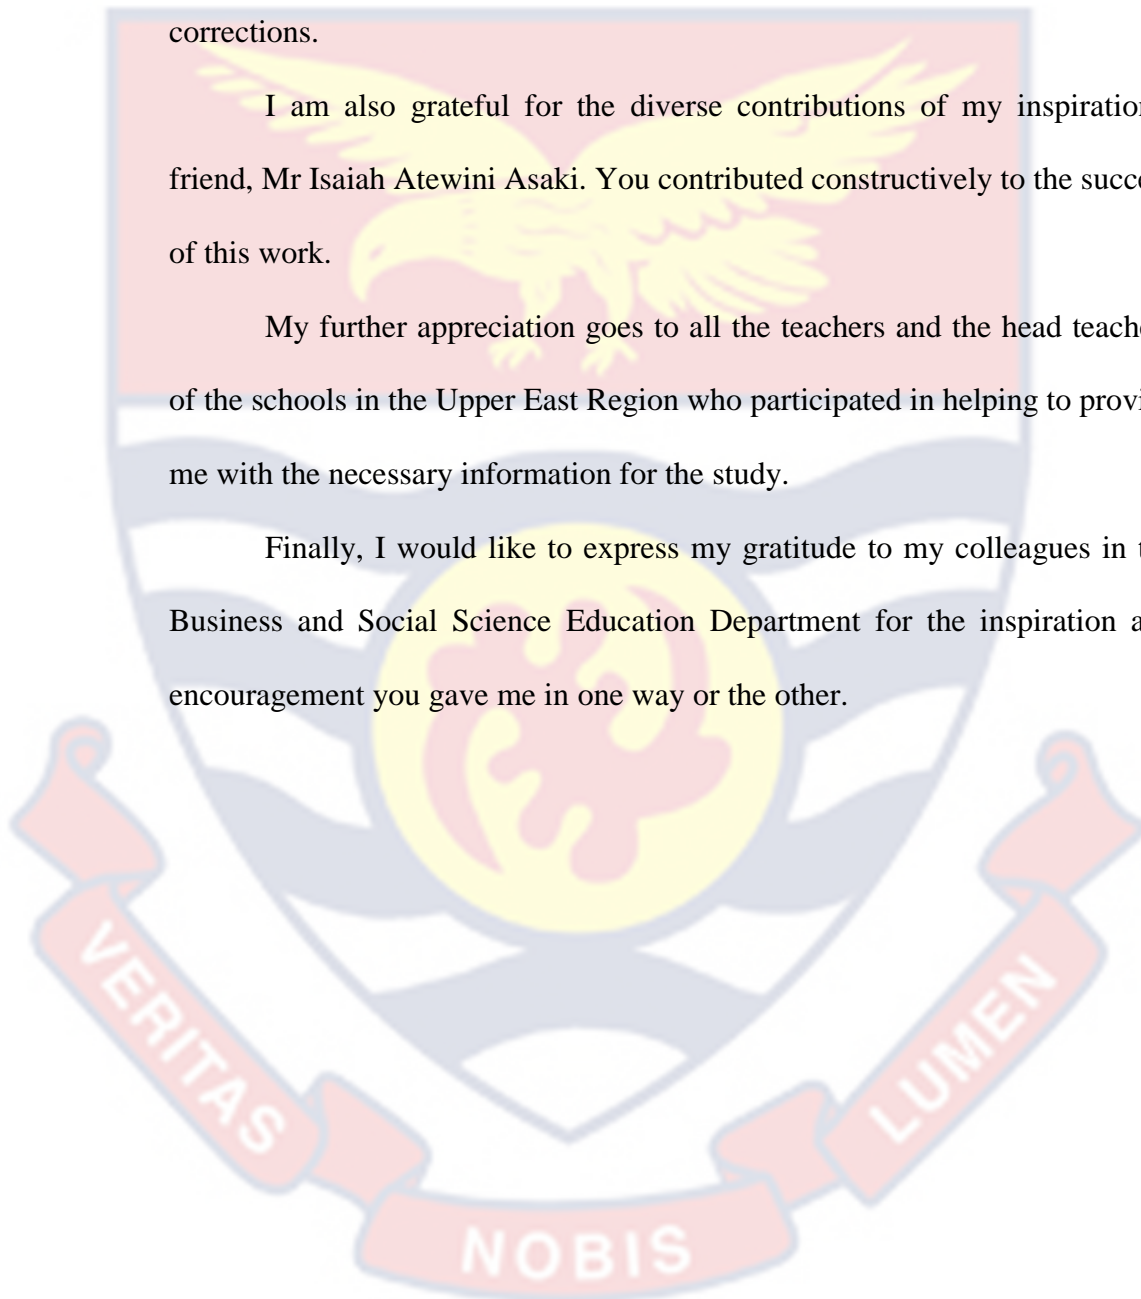 corrections.
I am also grateful for the diverse contributions of my inspiration
friend, Mr Isaiah Atewini Asaki. You contributed constructively to the succe
of this work.
My further appreciation goes to all the teachers and the head teache
of the schools in the Upper East Region who participated in helping to provi
me with the necessary information for the study.
Finally, I would like to express my gratitude to my colleagues in t
Business and Social Science Education Department for the inspiration a
encouragement you gave me in one way or the other.
VERITAS
NOBIS
LUMEN